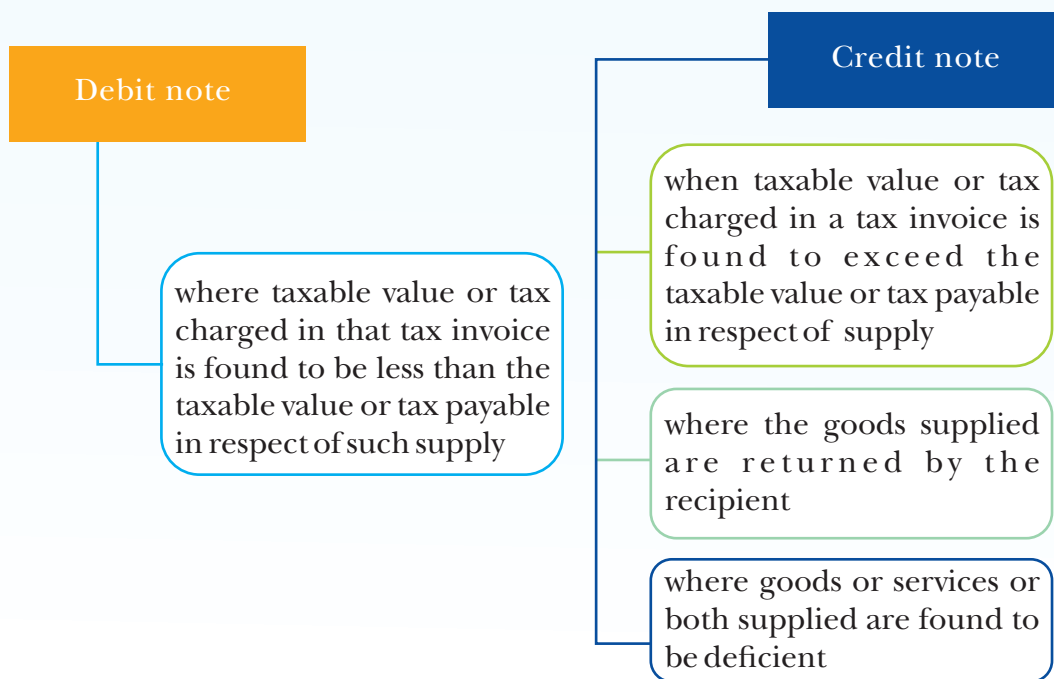 Debit note
where taxable value or tax
charged in that tax invoice
is found to be less than the
taxable value or tax payable
in respect of such supply
Credit note
when taxable value or tax
charged in a tax invoice is
found to exceed the
taxable value or tax payable
in respect of supply
where the goods supplied
are returned by the
recipient
where goods or services or
both supplied are found to
be deficient